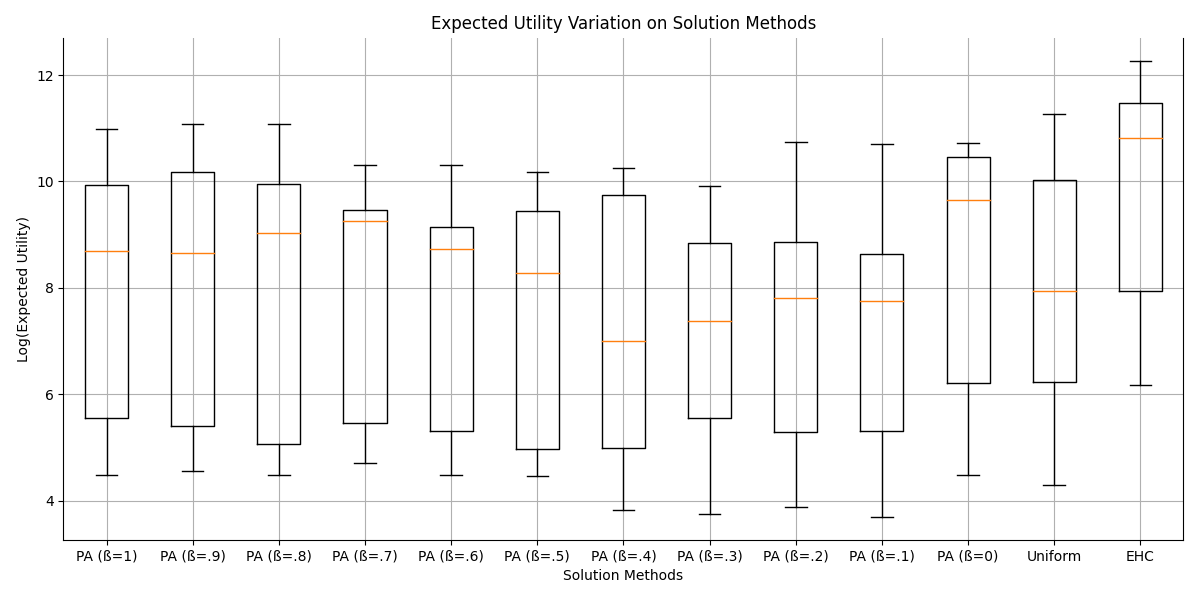 Expected Utility Variation on Solution Methods
Log(Expected Utility)
12
10
8
6
4
PA (ß=1) PA (ß=.9) PA (ß=.8) PA (ß=.7) PA (ß=.6) PA (ß=.5) PA (ß=.4) PA (ß=.3) PA (ß=.2) PA (ß=.1) PA (ß=0) Uniform EHC
Solution Methods